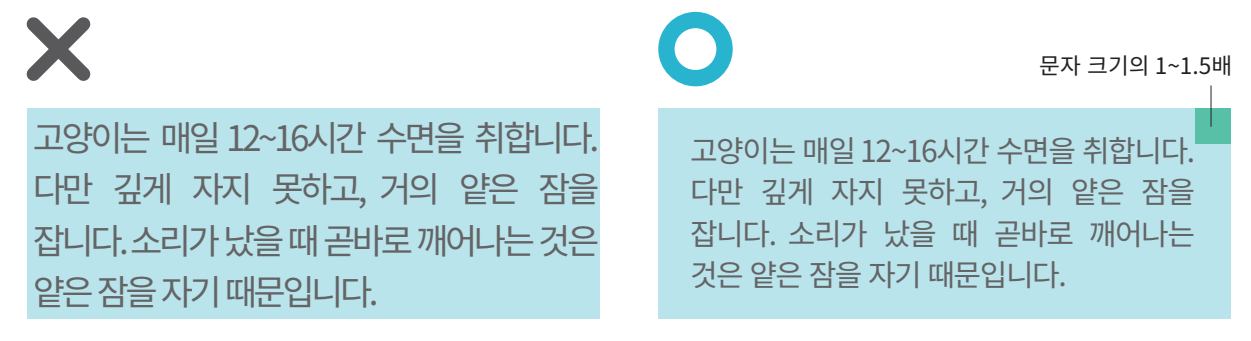 문자 크기의 1~1.5배
고양이는 매일 12~16시간 수면을 취합니다.
다만 깊게 자지 못하고, 거의 얕은 잠을
잡니다. 소리가 났을 때 곧바로 깨어나는 것은
얕은 잠을 자기 때문입니다.
고양이는 매일 12~16시간 수면을 취합니다.
다만 깊게 자지 못하고, 거의 얕은 잠을
잡니다. 소리가 났을 때 곧바로 깨어나는
것은 얕은 잠을 자기 때문입니다.